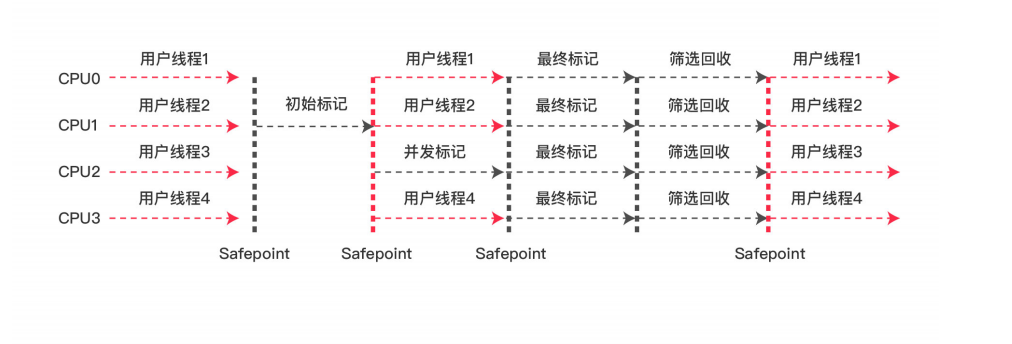 用户线程1 用户线程1 最终标记 筛选回收 用户线程1
CPU0
用户线程2 初始标记 用户线程2 最终标记 筛选回收 用户线程2
CPU1
用户线程3 并发标记 最终标记 筛选回收 用户线程3
CPU2
用户线程4 用户线程4 最终标记 筛选回收 用户线程4
CPU3
Safepoint Safepoint Safepoint Safepoint